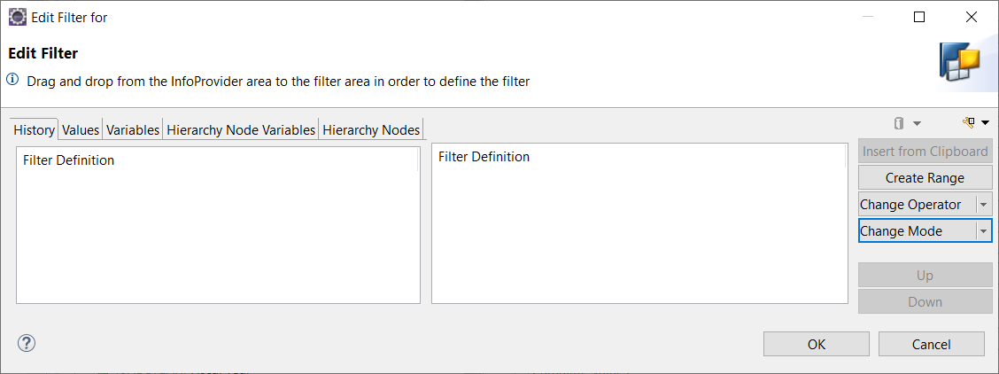 Edit Filter for
Edit Filter
Drag and drop from the InfoProvider area to the filter area in order to define the filter
History Values Variables Hierarchy Node Variables Hierarchy Nodes
Filter Definition
Filter Definition
Insert from Clipboard
Create Range
Change Operator
Change Mode
Up
Down
?
OK Cancel